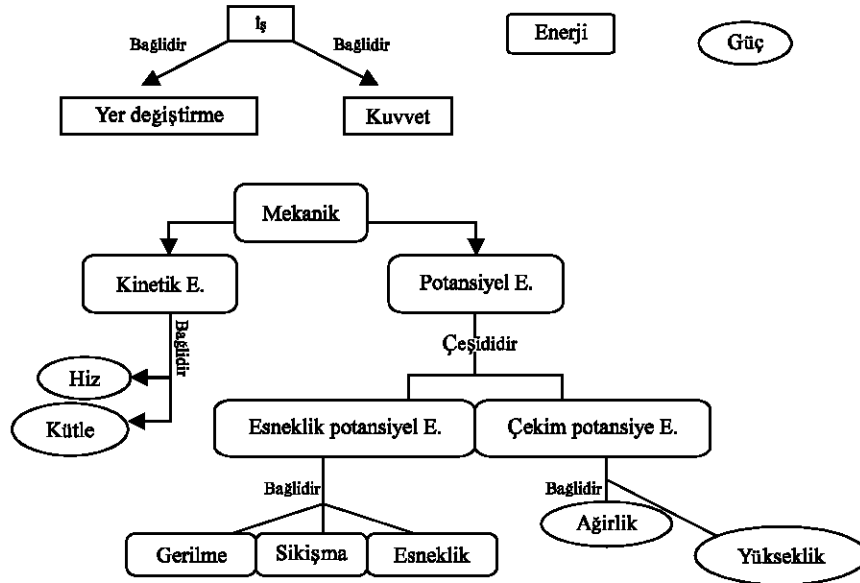 İş
Bağlidir
Bağlidir
Enerji
Güç
Yer değiştirme
Kuvvet
Mekanik
Kinetik E.
Potansiyel E.
Bağlidir
Çeşididir
Hiz
Kütle
Esneklik potansiyel E.
Çekim potansiye E.
Bağlidir
Bağlidir
Ağirlik
Gerilme
Sikişma
Esneklik
Yükseklik